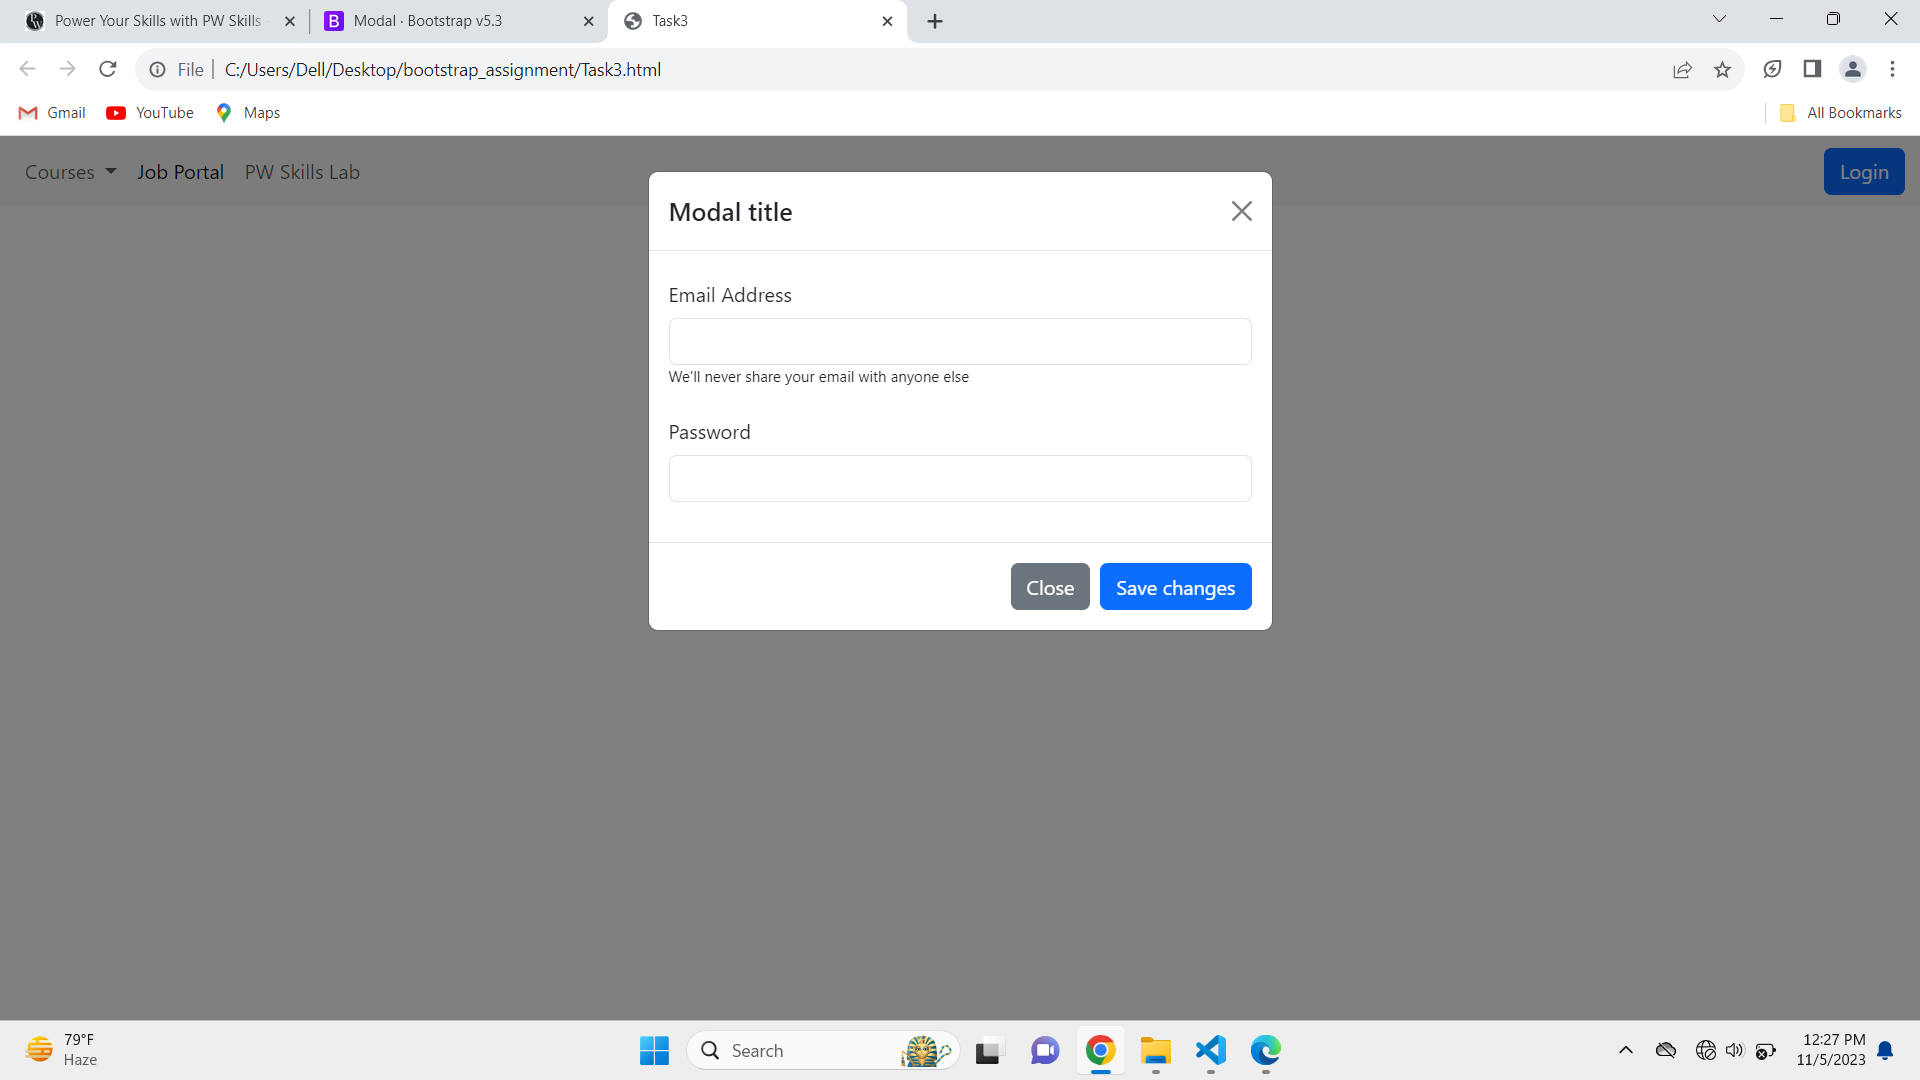 Power Your Skills with PW Skills
Modal · Bootstrap v5.3
Task3
File
C:/Users/Dell/Desktop/bootstrap_assignment/Task3.html
Gmail
YouTube
Maps
All Bookmarks
Courses
Job Portal
PW Skills Lab
Login
Modal title
Email Address
We'll never share your email with anyone else
Password
Close
Save changes
79°F
Haze
Search
12:27 PM
11/5/2023